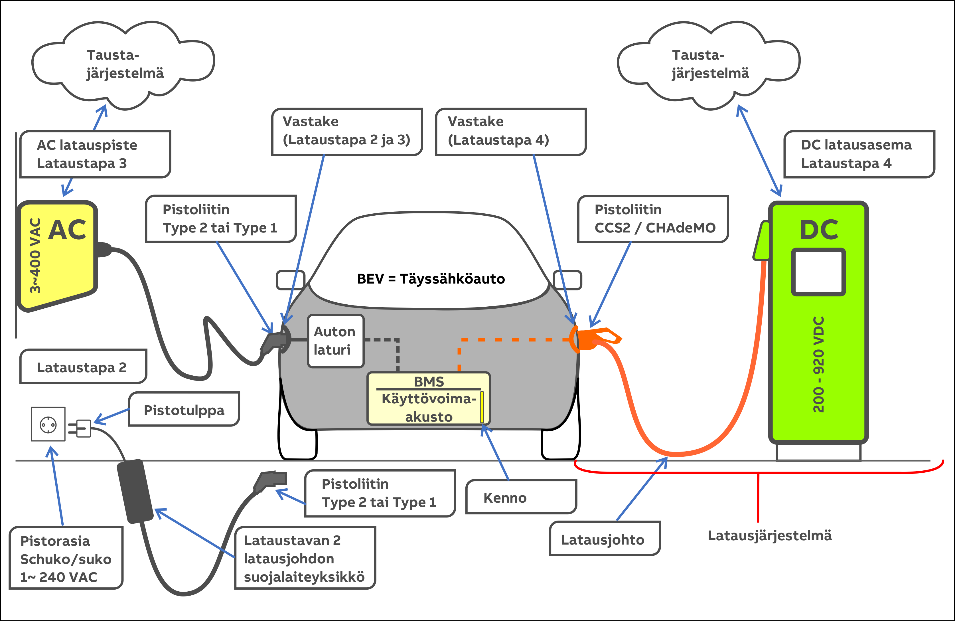 Tausta-
järjestelmä
Tausta-
järjestelmä
AC latauspiste
Lataustapa 3
Vastake
(Lataustapa 2 ja 3)
Vastake
(Lataustapa 4)
DC latausasema
Lataustapa 4
AC
3~400 VAC
Pistoliitin
Type 2 tai Type 1
Pistoliitin
CCS2 / CHAdeMO
DC
200 - 920 VDC
BEV = Täyssähköauto
Auton
laturi
BMS
Käyttövoima-
akusto
Lataustapa 2
Pistotulppa
Pistoliitin
Type 2 tai Type 1
Kenno
Pistorasia
Schuko/suko
1~ 240 VAC
Lataustavan 2
latausjohdon
suojalaiteyksikkö
Latausjohto
Latausjärjestelmä